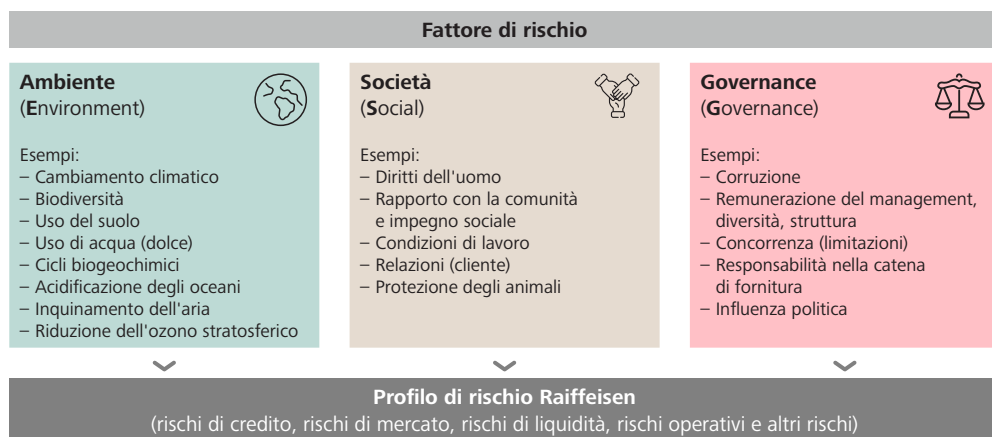 Fattore di rischio
Ambiente
(Environment)
Esempi:
– Cambiamento climatico
– Biodiversità
– Uso del suolo
– Uso di acqua (dolce)
– Cicli biogeochimici
– Acidificazione degli oceani
– Inquinamento dell'aria
– Riduzione dell'ozono stratosferico
Società
(Social)
Esempi:
– Diritti dell'uomo
– Rapporto con la comunità
e impegno sociale
– Condizioni di lavoro
– Relazioni (cliente)
– Protezione degli animali
Governance
(Governance)
Esempi:
– Corruzione
– Remunerazione del management,
diversità, struttura
– Concorrenza (limitazioni)
– Responsabilità nella catena
di fornitura
– Influenza politica
Profilo di rischio Raiffeisen
(rischi di credito, rischi di mercato, rischi di liquidità, rischi operativi e altri rischi)